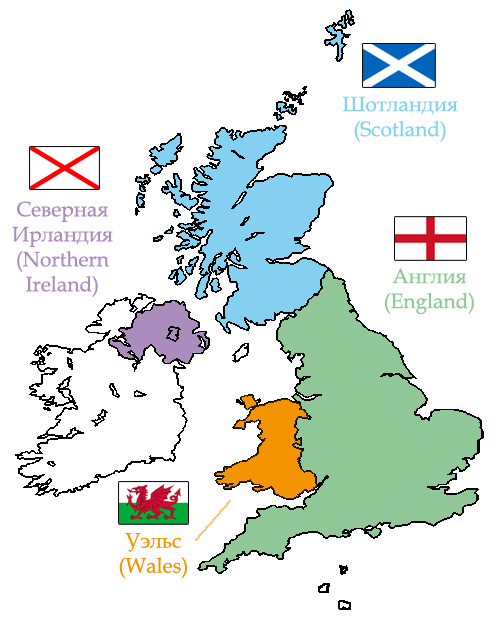 Шотландия
(Scotland)
Северная
Ирландия
(Northern
Ireland)
Англия
(England)
Уэльс
(Wales)